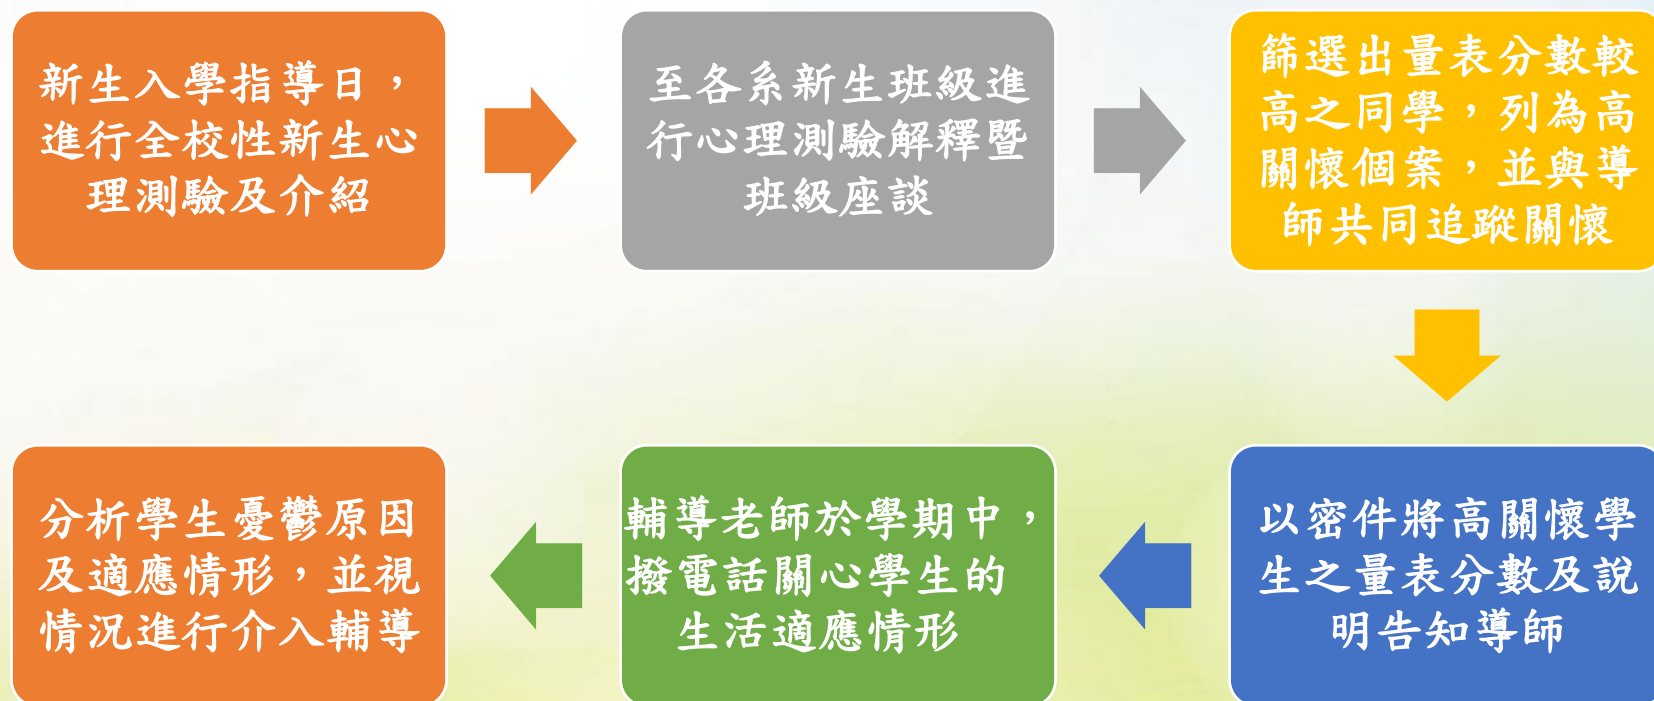 新生入學指導日，
進行全校性新生心
理測驗及介紹
至各系新生班級進
行心理測驗解釋暨
班級座談
篩選出量表分數較
高之同學，列為高
關懷個案，並與導
師共同追蹤關懷
以密件將高關懷學
生之量表分數及說
明告知導師
輔導老師於學期中，
撥電話關心學生的
生活適應情形
分析學生憂鬱原因
及適應情形，並視
情況進行介入輔導